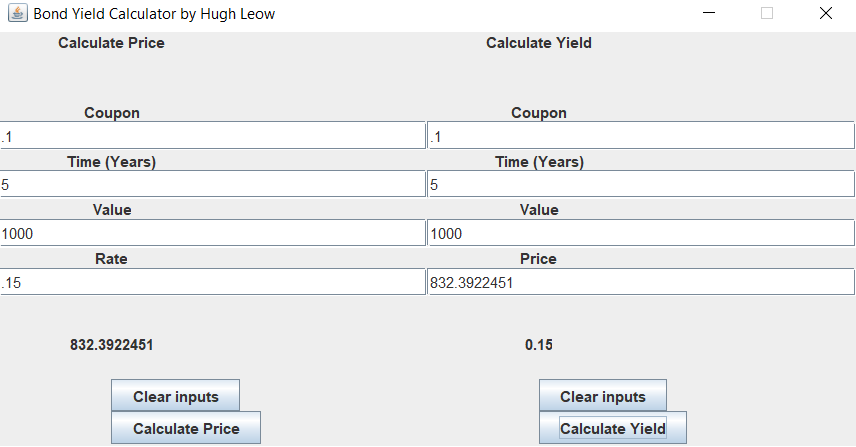 Bond Yield Calculator by Hugh Leow
Calculate Price Calculate Yield
Coupon Coupon
.1 .1
Time (Years) Time (Years)
5 5
Value Value
1000 1000
Rate Price
.15 832.3922451
832.3922451 0.15
Clear inputs Clear inputs
Calculate Price Calculate Yield